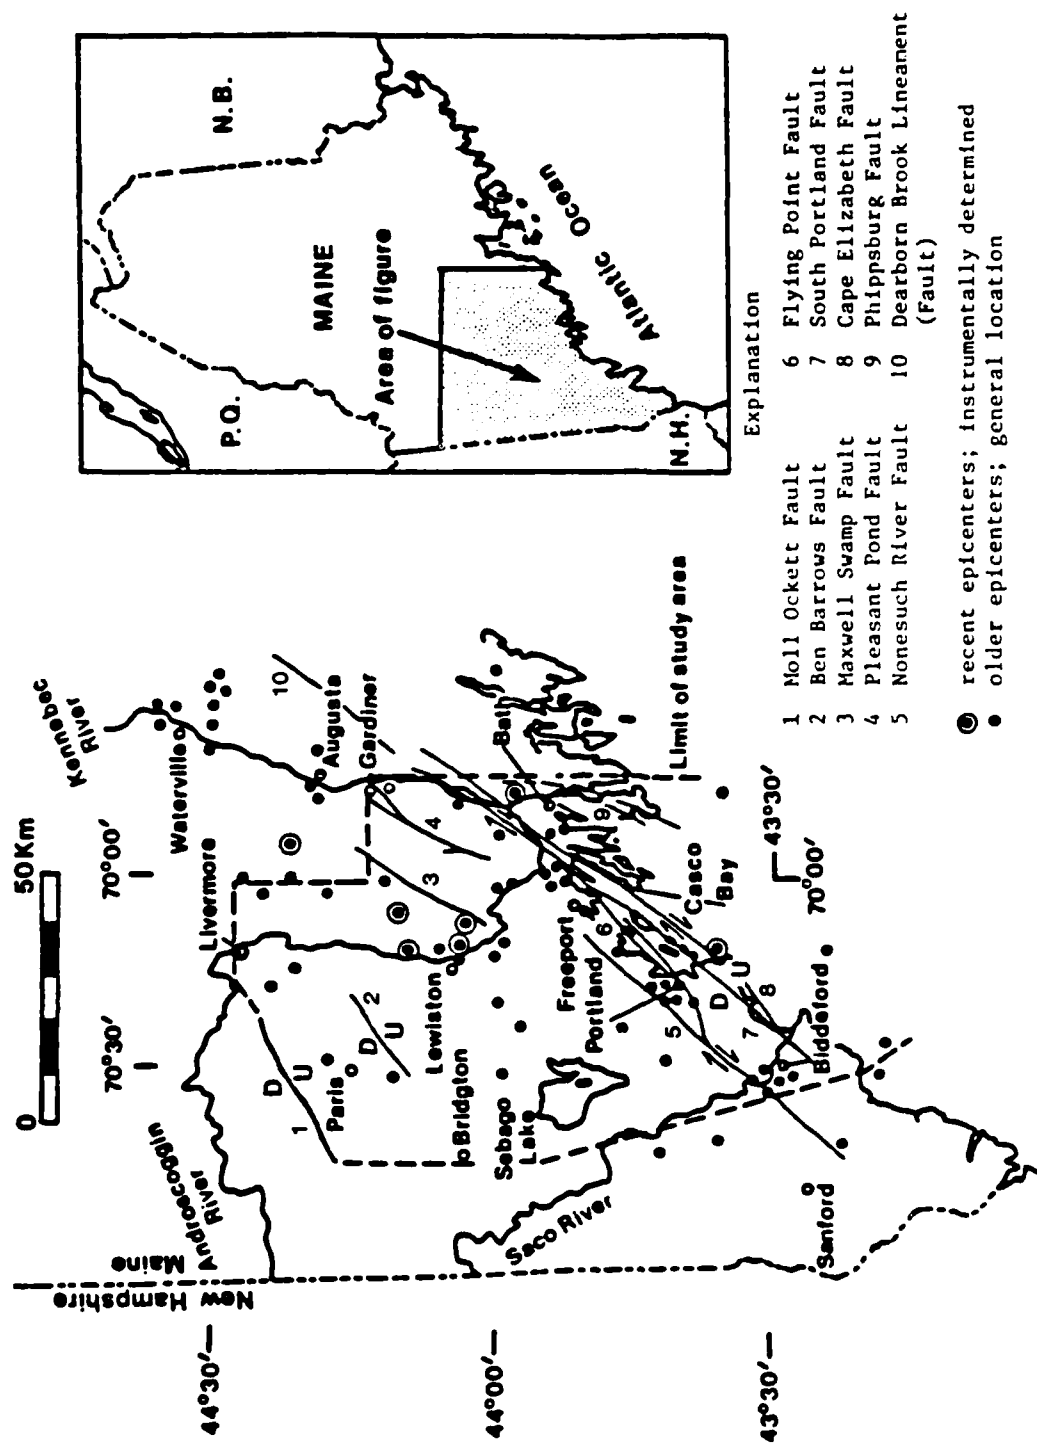 0 50Km
70°30′ 70°00′
44°30′
44°00′
43°30′
New Hampshire
Maine
Androscoggin
River
Kennebec
River
Livermore
Waterville
Augusta
Gardiner
10
1
D
U
Paris
2
D
U
3
4
Lewiston
Bridgton
Sebago
Lake
Bath
Freeport
Portland
6
9
5
Casco
Bay
Limit of study area
D
U
7
8
Saco River
Biddeford
Sanford
43°30′
70°00′
P.Q.
N.B.
MAINE
Area of figure
Atlantic Ocean
N.H.
Explanation
1 Moll Ockett Fault
2 Ben Barrows Fault
3 Maxwell Swamp Fault
4 Pleasant Pond Fault
5 Nonesuch River Fault
6 Flying Point Fault
7 South Portland Fault
8 Cape Elizabeth Fault
9 Phippsburg Fault
10 Dearborn Brook Lineament
(Fault)
recent epicenters; instrumentally determined
older epicenters; general location